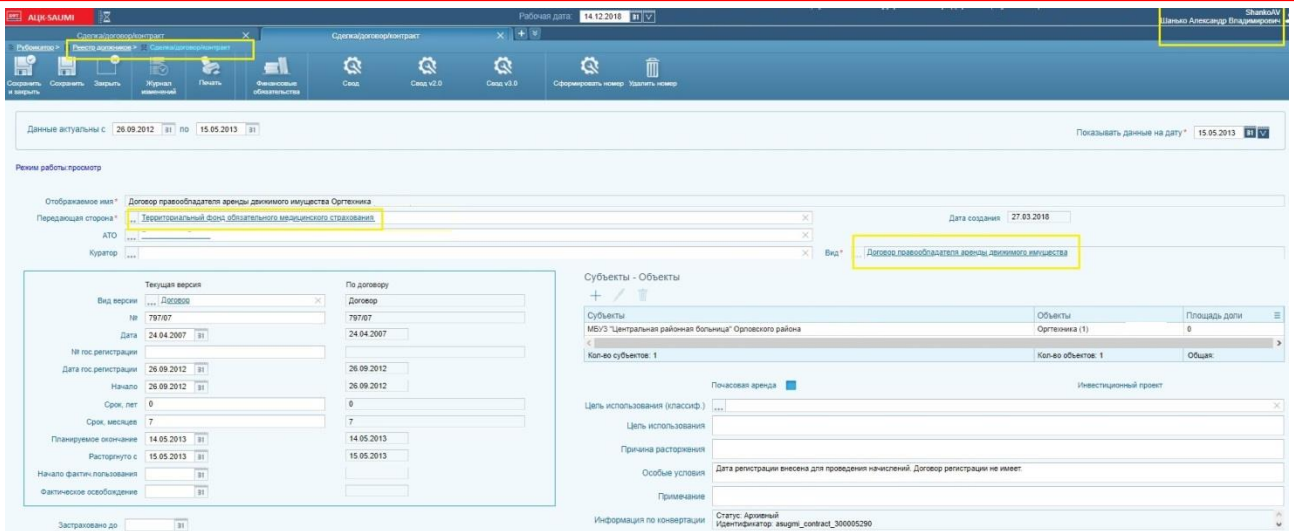 АЦК-SAUMI
Рабочая дата: 14.12.2018
ShankoAV
Шанько Александр Владимирович
Сделка/договор/контракт
Сделка/договор/контракт
Рубрикатор > Реестр должников > Сделка/договор/контракт
Сохранить и закрыть
Сохранить
Закрыть
Журнал изменений
Печать
Финансовые обязательства
Свод
Свод v2.0
Свод v3.0
Сформировать номер
Удалить номер
Данные актуальны с 26.09.2012 по 15.05.2013
Показывать данные на дату* 15.05.2013
Режим работы:просмотр
Отображаемое имя* Договор правообладателя аренды движимого имущества Оргтехника
Передающая сторона* ... Территориальный фонд обязательного медицинского страхования
Дата создания 27.03.2018
АТО ...
Куратор ...
Вид* ... Договор правообладателя аренды движимого имущества
Текущая версия По договору
Вид версии ... Договор Договор
№ 797/07 797/07
Дата 24.04.2007 24.04.2007
№ гос.регистрации
Дата гос.регистрации 26.09.2012 26.09.2012
Начало 26.09.2012 26.09.2012
Срок, лет 0 0
Срок, месяцев 7 7
Планируемое окончание 14.05.2013 14.05.2013
Расторгнуто с 15.05.2013 15.05.2013
Начало фактич.пользования
Фактическое освобождение
Застраховано до
Субъекты - Объекты
Субъекты Объекты Площадь доли
МБУЗ "Центральная районная больница" Орловского района Оргтехника (1) 0
Кол-во субъектов: 1 Кол-во объектов: 1 Общая:
Почасовая аренда
Инвестиционный проект
Цель использования (классиф.) ...
Цель использования
Причина расторжения
Особые условия Дата регистрации внесена для проведения начислений. Договор регистрации не имеет.
Примечание
Информация по конвертации Статус: Архивный
Идентификатор: asugmi_contract_300005290